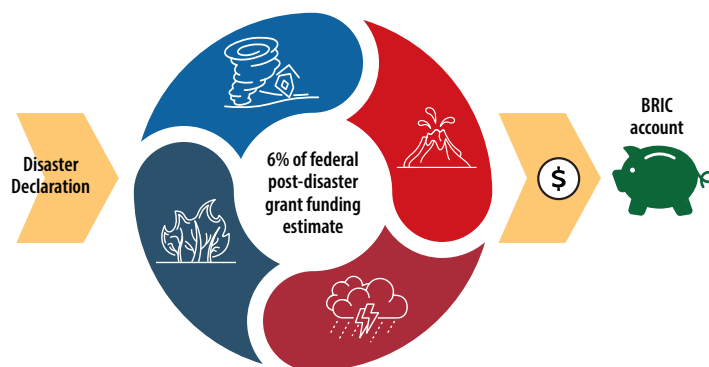 Disaster
Declaration
6% of federal
post-disaster
grant funding
estimate
$
BRIC
account